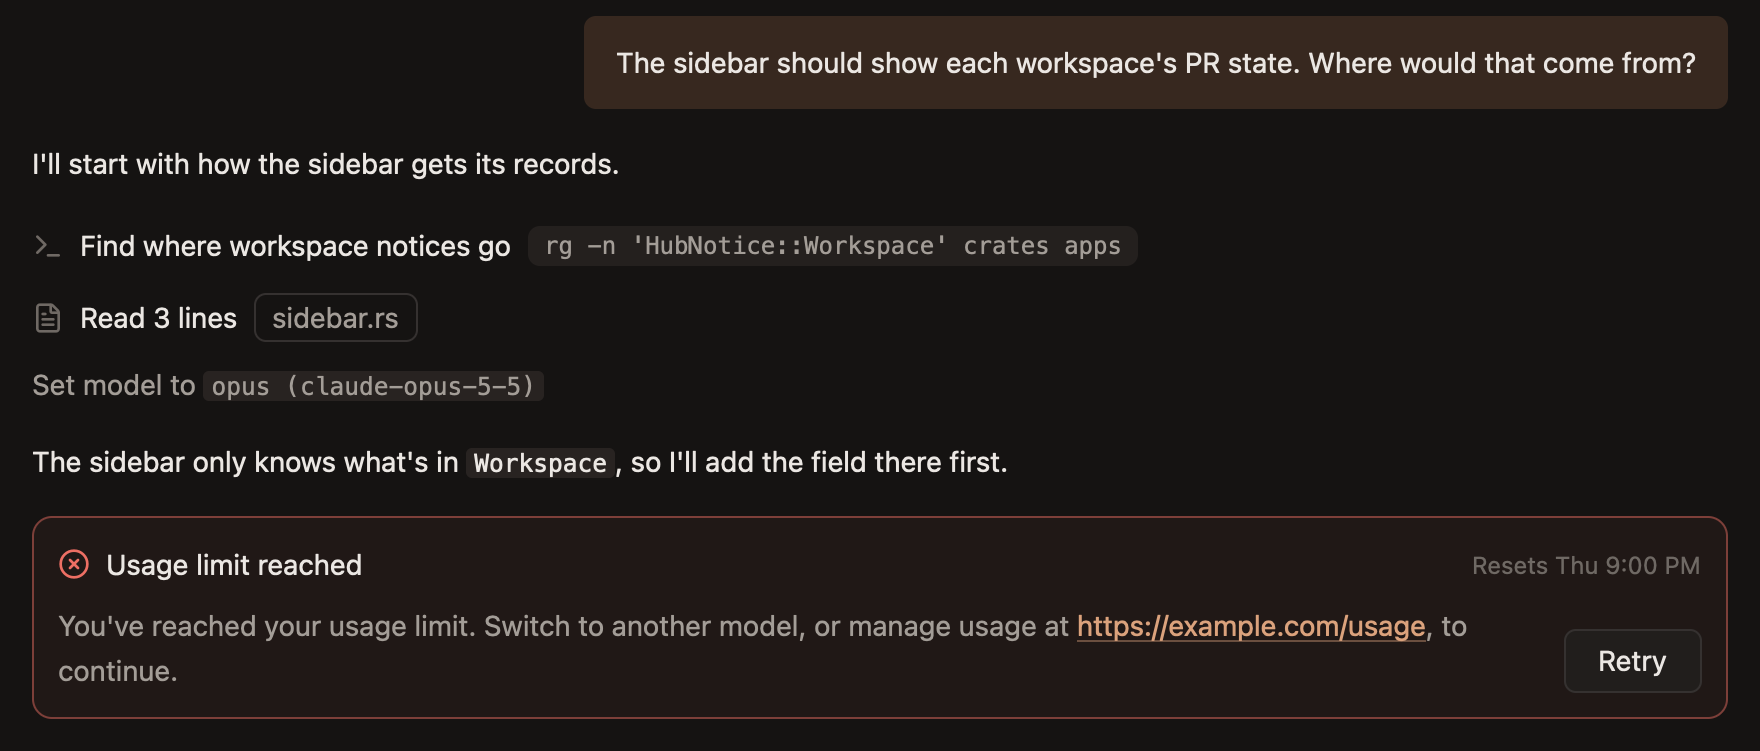 The sidebar should show each workspace's PR state. Where would that come from?
I'll start with how the sidebar gets its records.
Find where workspace notices go rg -n 'HubNotice::Workspace' crates apps
Read 3 lines sidebar.rs
Set model to opus (claude-opus-5-5)
The sidebar only knows what's in Workspace, so I'll add the field there first.
Usage limit reached Resets Thu 9:00 PM
You've reached your usage limit. Switch to another model, or manage usage at https://example.com/usage, to
continue.
Retry